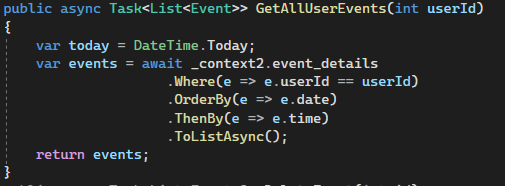 public async Task<List<Event>> GetAllUserEvents(int userId)
{
var today = DateTime.Today;
var events = await _context2.event_details
.Where(e => e.userId == userId)
.OrderBy(e => e.date)
.ThenBy(e => e.time)
.ToListAsync();
return events;
}